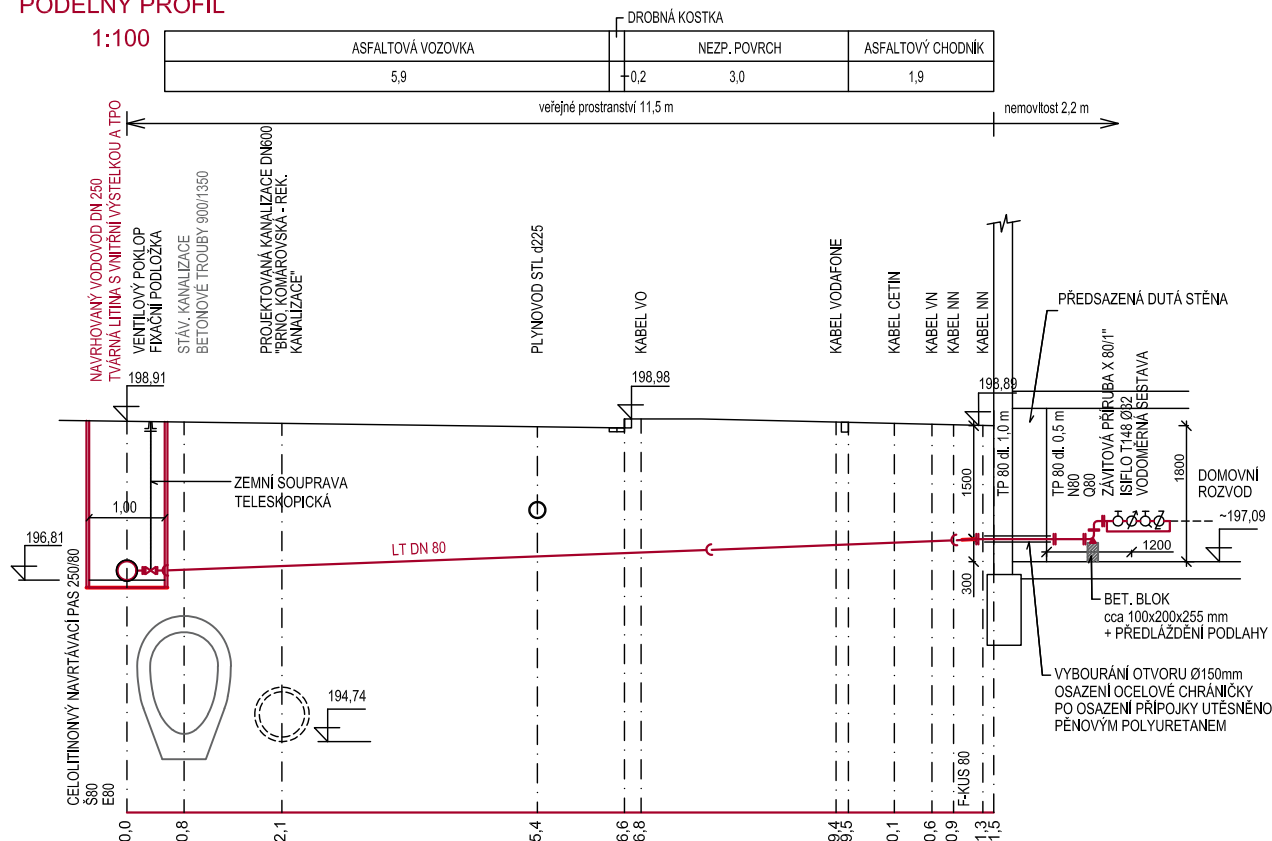 PODÉLNÝ PROFIL
1:100
DROBNÁ KOSTKA
ASFALTOVÁ VOZOVKA
NEZP. POVRCH
ASFALTOVÝ CHODNÍK
5,9
0,2
3,0
1,9
veřejné prostranství 11,5 m
nemovitost 2,2 m
NAVRHOVANÝ VODOVOD DN 250
TVÁRNÁ LITINA S VNITŘNÍ VÝSTELKOU A TPO
VENTILOVÝ POKLOP
FIXAČNÍ PODLOŽKA
STÁV. KANALIZACE
BETONOVÉ TROUBY 900/1350
PROJEKTOVANÁ KANALIZACE DN600
"BRNO, KOMÁROVSKÁ - REK.
KANALIZACE"
PLYNOVOD STL d225
KABEL VO
KABEL VODAFONE
KABEL CETIN
KABEL VN
KABEL NN
KABEL NN
PŘEDSAZENÁ DUTÁ STĚNA
198,91
198,98
198,89
TP 80 dl. 1,0 m
TP 80 dl. 0,5 m
N80
Q80
ZÁVITOVÁ PŘÍRUBA X 80/1"
ISIFLO T148 Ø32
VODOMĚRNÁ SESTAVA
1500
1800
300
1200
DOMOVNÍ
ROZVOD
~197,09
ZEMNÍ SOUPRAVA
TELESKOPICKÁ
1,00
196,81
LT DN 80
CELOLITINONVÝ NAVRTÁVACÍ PAS 250/80
Š80
E80
194,74
BET. BLOK
cca 100x200x255 mm
+ PŘEDLÁŽDĚNÍ PODLAHY
VYBOURÁNÍ OTVORU Ø150mm
OSAZENÍ OCELOVÉ CHRÁNIČKY
PO OSAZENÍ PŘÍPOJKY UTĚSNĚNO
PĚNOVÝM POLYURETANEM
F-KUS 80
0,0
0,8
2,1
5,4
6,6
6,8
9,4
9,5
0,1
0,6
0,9
1,3
1,5